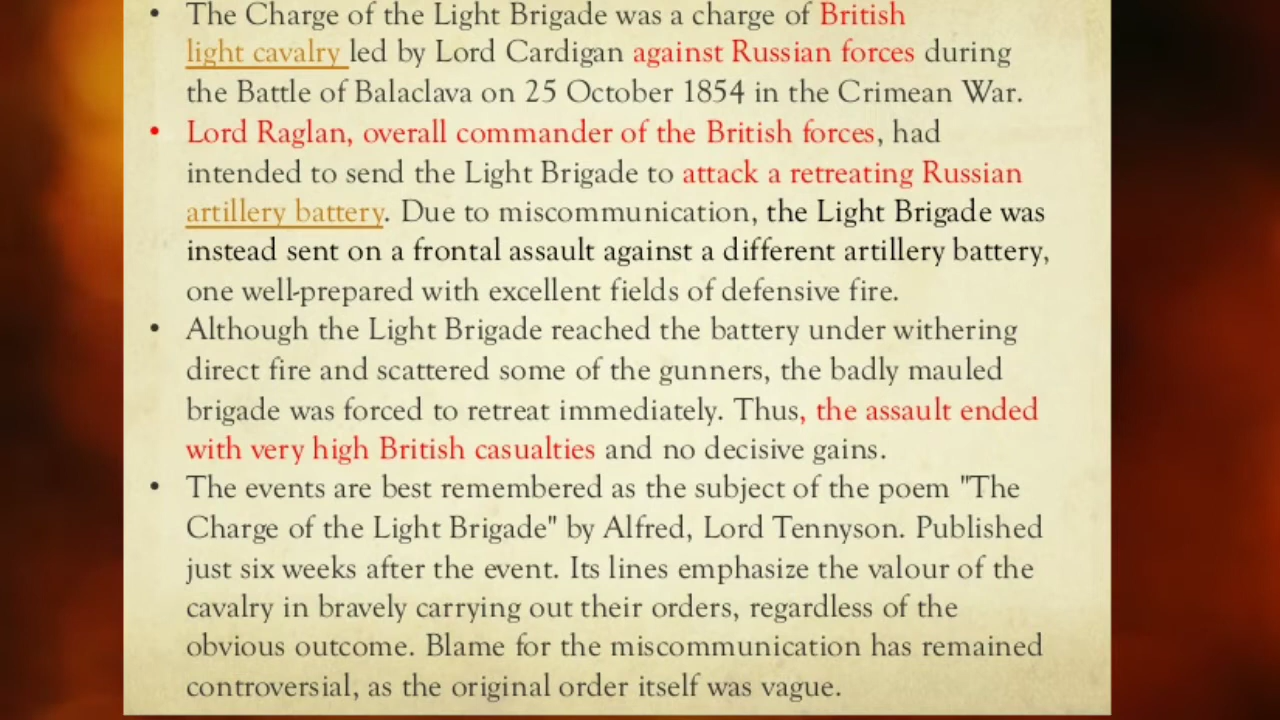 • The Charge of the Light Brigade was a charge of British
light cavalry led by Lord Cardigan against Russian forces during
the Battle of Balaclava on 25 October 1854 in the Crimean War.
• Lord Raglan, overall commander of the British forces, had
intended to send the Light Brigade to attack a retreating Russian
artillery battery. Due to miscommunication, the Light Brigade was
instead sent on a frontal assault against a different artillery battery,
one well-prepared with excellent fields of defensive fire.
• Although the Light Brigade reached the battery under withering
direct fire and scattered some of the gunners, the badly mauled
brigade was forced to retreat immediately. Thus, the assault ended
with very high British casualties and no decisive gains.
• The events are best remembered as the subject of the poem "The
Charge of the Light Brigade" by Alfred, Lord Tennyson. Published
just six weeks after the event. Its lines emphasize the valour of the
cavalry in bravely carrying out their orders, regardless of the
obvious outcome. Blame for the miscommunication has remained
controversial, as the original order itself was vague.